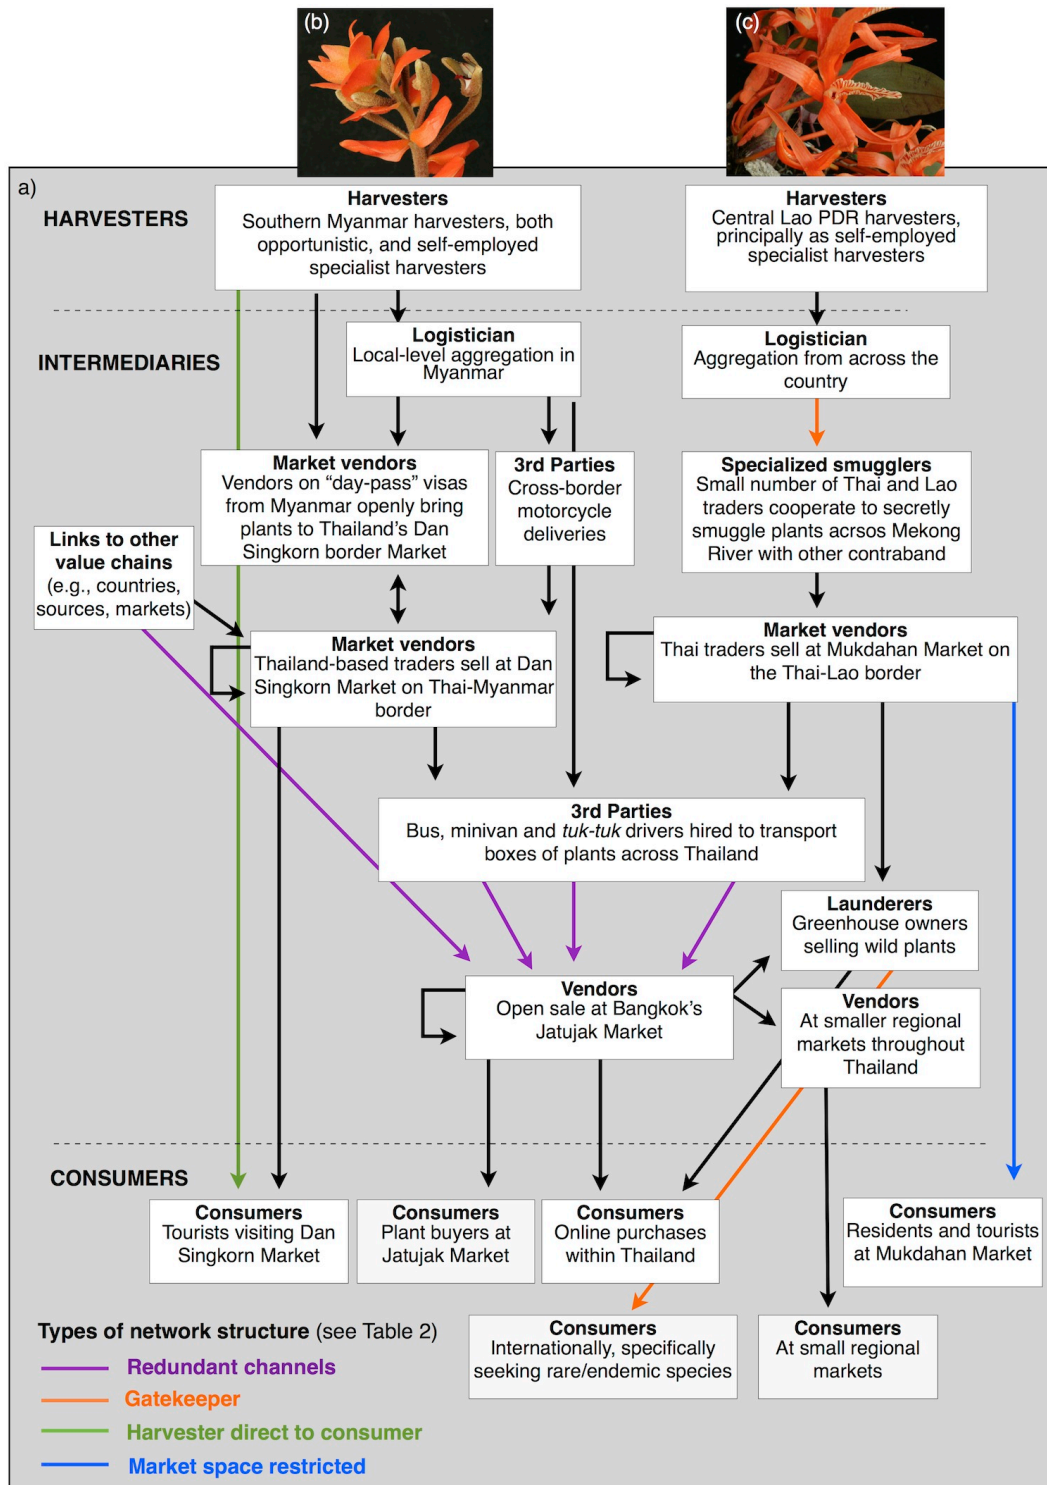 (b)
(c)
a)
HARVESTERS
Harvesters
Southern Myanmar harvesters, both
opportunistic, and self-employed
specialist harvesters
Harvesters
Central Lao PDR harvesters,
principally as self-employed
specialist harvesters
INTERMEDIARIES
Logistician
Local-level aggregation in
Myanmar
Logistician
Aggregation from across the
country
Market vendors
Vendors on “day-pass” visas
from Myanmar openly bring
plants to Thailand’s Dan
Singkorn border Market
3rd Parties
Cross-border
motorcycle
deliveries
Specialized smugglers
Small number of Thai and Lao
traders cooperate to secretly
smuggle plants acrsos Mekong
River with other contraband
Links to other
value chains
(e.g., countries,
sources, markets)
Market vendors
Thailand-based traders sell at Dan
Singkorn Market on Thai-Myanmar
border
Market vendors
Thai traders sell at Mukdahan Market on
the Thai-Lao border
3rd Parties
Bus, minivan and tuk-tuk drivers hired to transport
boxes of plants across Thailand
Launderers
Greenhouse owners
selling wild plants
Vendors
Open sale at Bangkok’s
Jatujak Market
Vendors
At smaller regional
markets throughout
Thailand
CONSUMERS
Consumers
Tourists visiting Dan
Singkorn Market
Consumers
Plant buyers at
Jatujak Market
Consumers
Online purchases
within Thailand
Consumers
Residents and tourists
at Mukdahan Market
Consumers
Internationally, specifically
seeking rare/endemic species
Consumers
At small regional
markets
Types of network structure (see Table 2)
Redundant channels
Gatekeeper
Harvester direct to consumer
Market space restricted